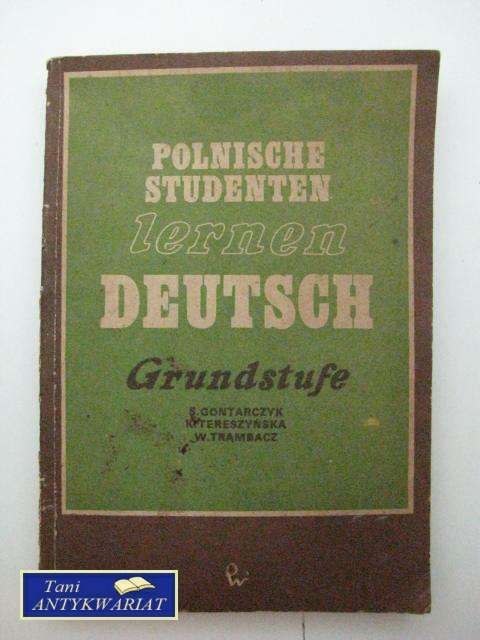 POLNISCHE
STUDENTEN
lernen
DEUTSCH
Grundstufe
S. GONTARCZYK
K. TERESZYŃSKA
W. TRAMBACZ
Tani
ANTYKWARIAT